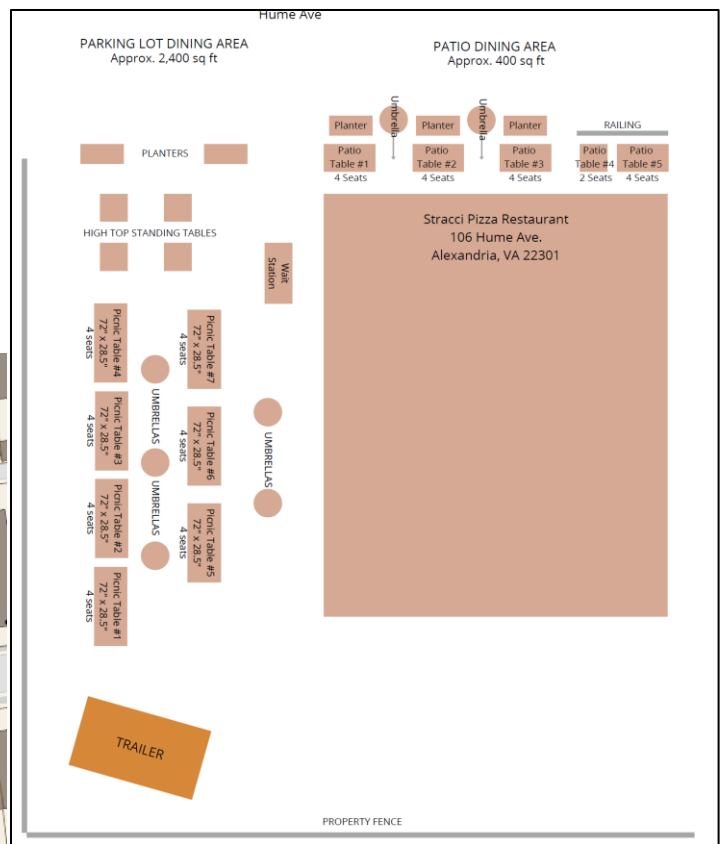 Hume Ave
PARKING LOT DINING AREA
Approx. 2,400 sq ft
PATIO DINING AREA
Approx. 400 sq ft
Umbrella
Umbrella
Planter
Planter
Planter
RAILING
PLANTERS
Patio
Table #1
4 Seats
Patio
Table #2
4 Seats
Patio
Table #3
4 Seats
Patio
Table #4
2 Seats
Patio
Table #5
4 Seats
HIGH TOP STANDING TABLES
Stracci Pizza Restaurant
106 Hume Ave.
Alexandria, VA 22301
Wait
Station
Picnic Table #4
72" x 28.5"
4 seats
Picnic Table #7
72" x 28.5"
4 seats
UMBRELLAS
Picnic Table #3
72" x 28.5"
4 seats
Picnic Table #6
72" x 28.5"
4 seats
UMBRELLAS
UMBRELLAS
Picnic Table #2
72" x 28.5"
4 seats
Picnic Table #5
72" x 28.5"
4 seats
Picnic Table #1
72" x 28.5"
4 seats
TRAILER
PROPERTY FENCE